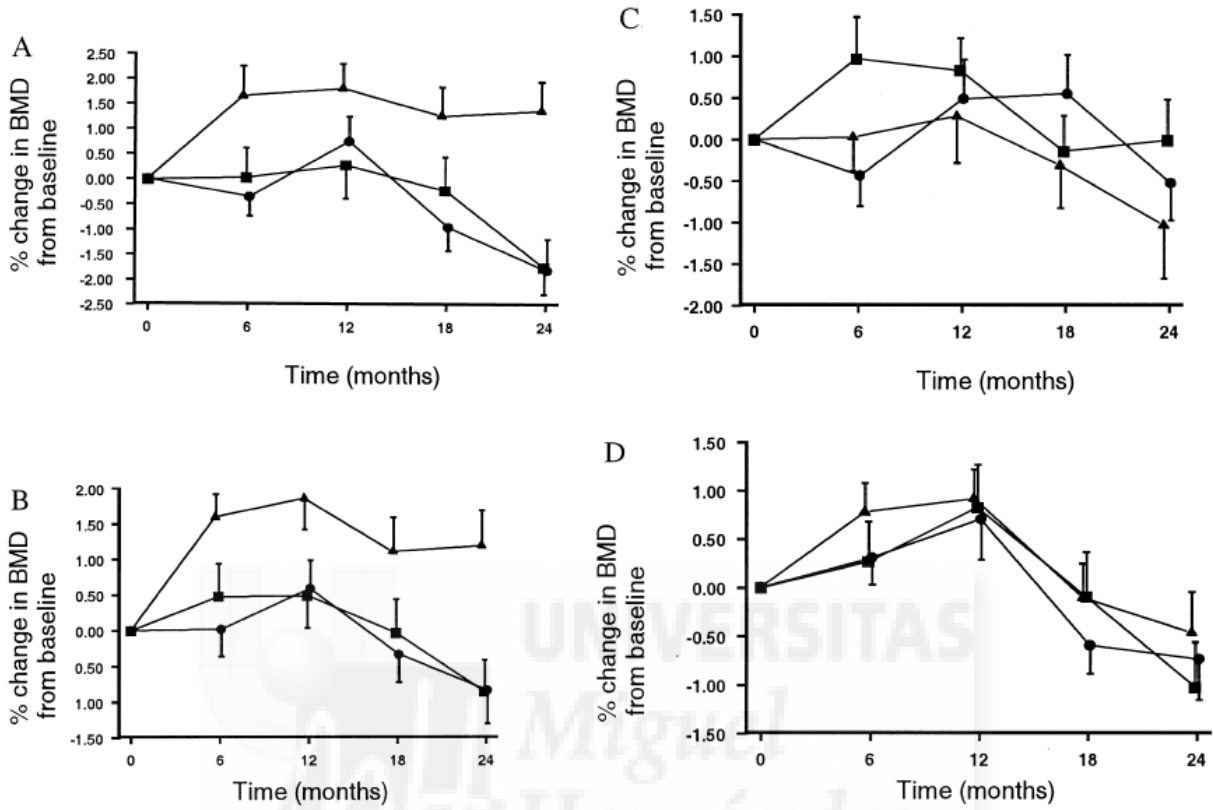 A
% change in BMD
from baseline
2.50
2.00
1.50
1.00
0.50
0.00
-0.50
-1.00
-1.50
-2.00
-2.50
0 6 12 18 24
Time (months)
C
% change in BMD
from baseline
1.50
1.00
0.50
0.00
-0.50
-1.00
-1.50
-2.00
0 6 12 18 24
Time (months)
B
% change in BMD
from baseline
2.00
1.50
1.00
0.50
0.00
0.50
1.00
-1.50
0 6 12 18 24
Time (months)
D
% change in BMD
from baseline
1.50
1.00
0.50
0.00
-0.50
-1.00
-1.50
0 6 12 18 24
Time (months)
UNIVERSITAS
Miguel